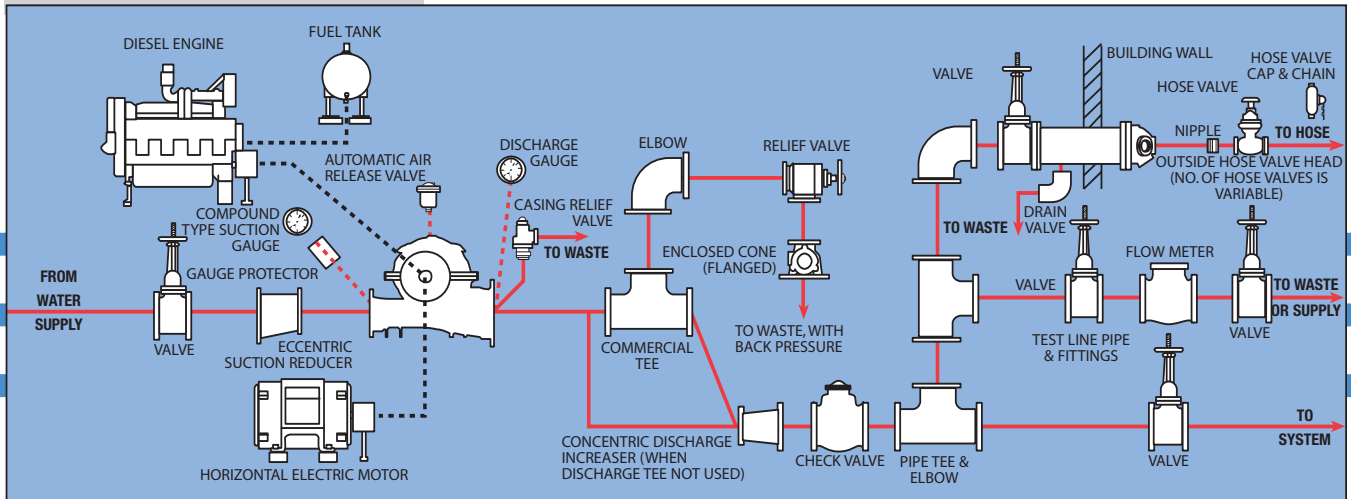 DIESEL ENGINE
FUEL TANK
AUTOMATIC AIR
RELEASE VALVE
COMPOUND
TYPE SUCTION
GAUGE
GAUGE PROTECTOR
FROM
WATER
SUPPLY
VALVE
ECCENTRIC
SUCTION REDUCER
HORIZONTAL ELECTRIC MOTOR
DISCHARGE
GAUGE
CASING RELIEF
VALVE
TO WASTE
ELBOW
RELIEF VALVE
ENCLOSED CONE
(FLANGED)
TO WASTE, WITH
BACK PRESSURE
COMMERCIAL
TEE
CONCENTRIC DISCHARGE
INCREASER (WHEN
DISCHARGE TEE NOT USED)
CHECK VALVE
PIPE TEE &
ELBOW
VALVE
BUILDING WALL
HOSE VALVE
HOSE VALVE
CAP & CHAIN
NIPPLE
TO HOSE
OUTSIDE HOSE VALVE HEAD
(NO. OF HOSE VALVES IS
VARIABLE)
TO WASTE
DRAIN
VALVE
VALVE
FLOW METER
TEST LINE PIPE
& FITTINGS
VALVE
TO WASTE
OR SUPPLY
VALVE
TO
SYSTEM